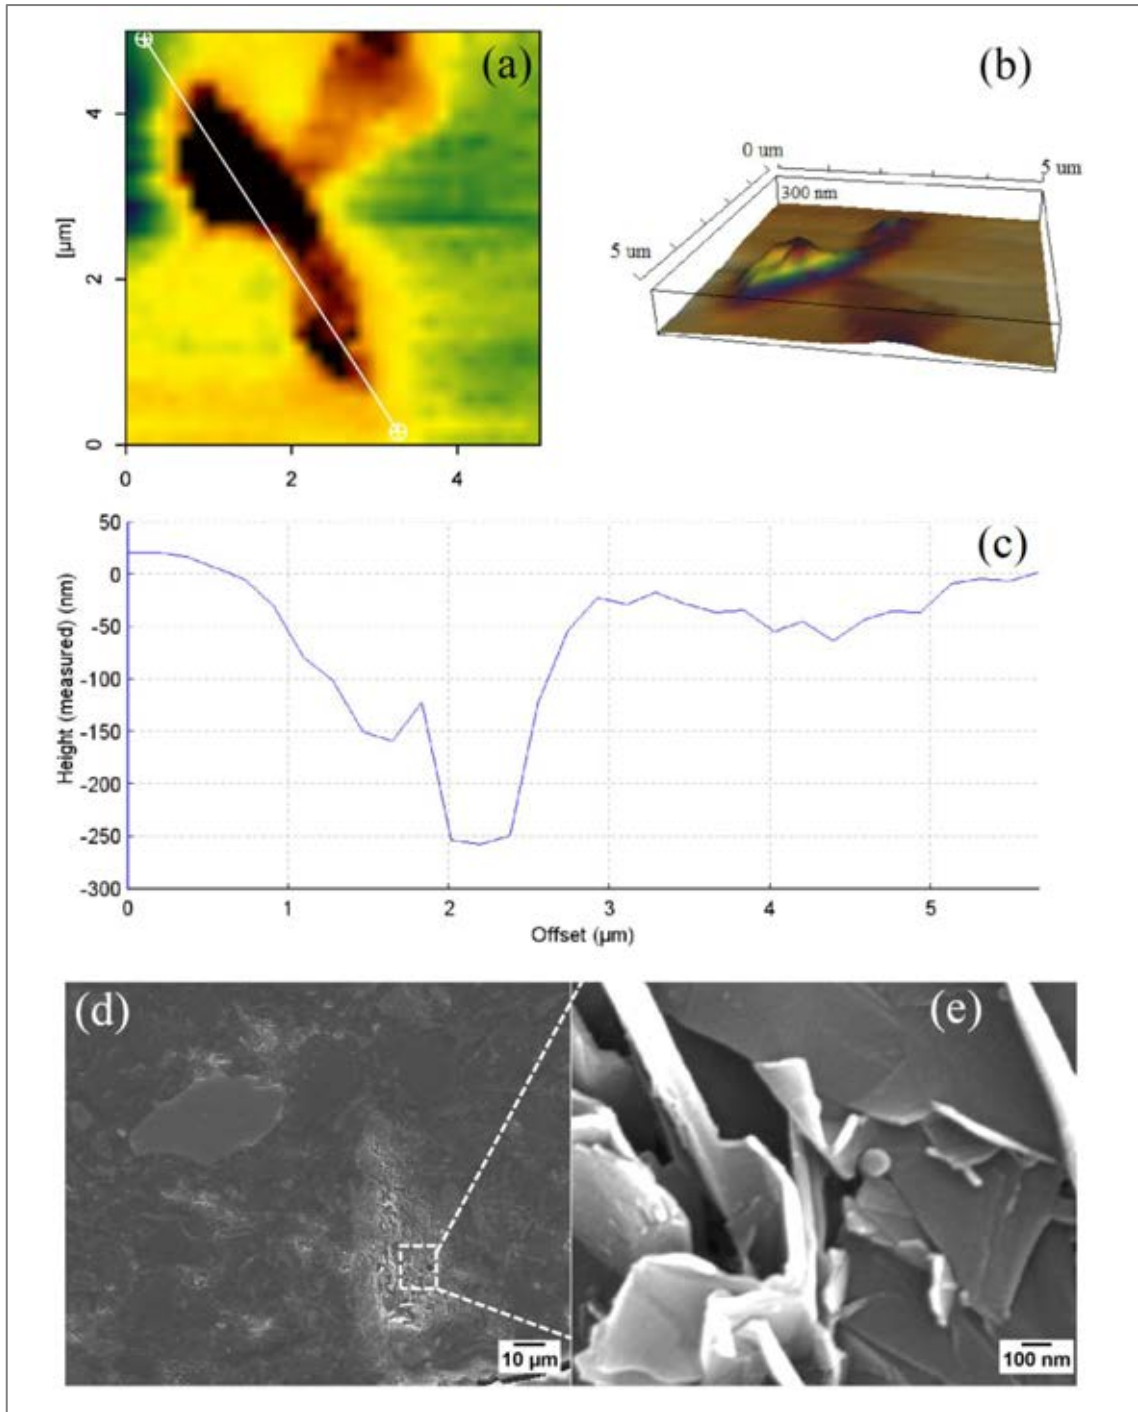 (a)
4
2
0
[µm]
0
2
4
(b)
0 um
5 um
300 nm
5 um
(c)
50
0
-50
-100
-150
-200
-250
-300
Height (measured) (nm)
0
1
2
3
4
5
Offset (µm)
(d)
10 µm
(e)
100 nm